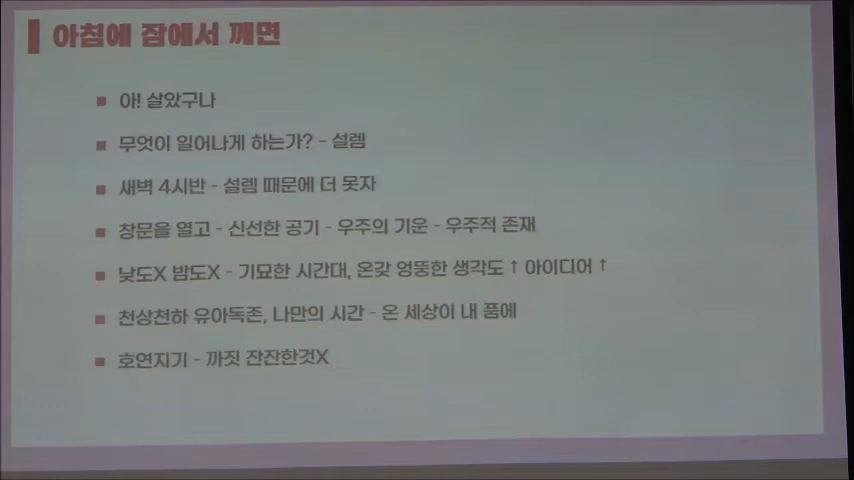 아침에 잠에서 깨면
아! 살았구나
무엇이 일어나게 하는가? - 설렘
새벽 4시반 - 설렘 때문에 더 못자
창문을 열고 - 신선한 공기 - 우주의 기운 - 우주적 존재
낮도X 밤도X - 기묘한 시간대, 온갖 엉뚱한 생각도↑ 아이디어↑
천상천하 유아독존, 나만의 시간 - 온 세상이 내 품에
호연지기 - 까짓 잔잔한것X